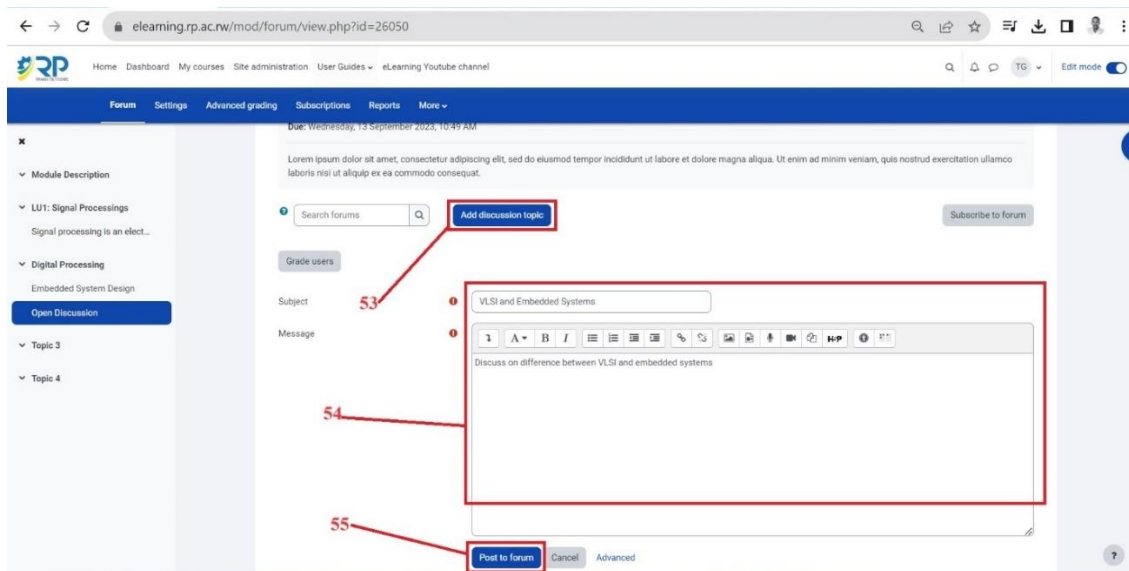 elearning.rp.ac.rw/mod/forum/view.php?id=26050
RP
Home Dashboard My courses Site administration User Guides eLearning Youtube channel
TG
Edit mode
Forum Settings Advanced grading Subscriptions Reports More
Due: Wednesday, 13 September 2023, 10:49 AM
Lorem ipsum dolor sit amet, consectetur adipiscing elit, sed do eiusmod tempor incididunt ut labore et dolore magna aliqua. Ut enim ad minim veniam, quis nostrud exercitation ullamco
laboris nisi ut aliquip ex ea commodo consequat.
Module Description
LU1: Signal Processings
Signal processing is an elect...
Digital Processing
Embedded System Design
Open Discussion
Topic 3
Topic 4
Search forums
Add discussion topic
Subscribe to forum
Grade users
53
Subject
VLSI and Embedded Systems
Message
A B I
H-P
Discuss on difference between VLSI and embedded systems
54
55
Post to forum Cancel Advanced
?